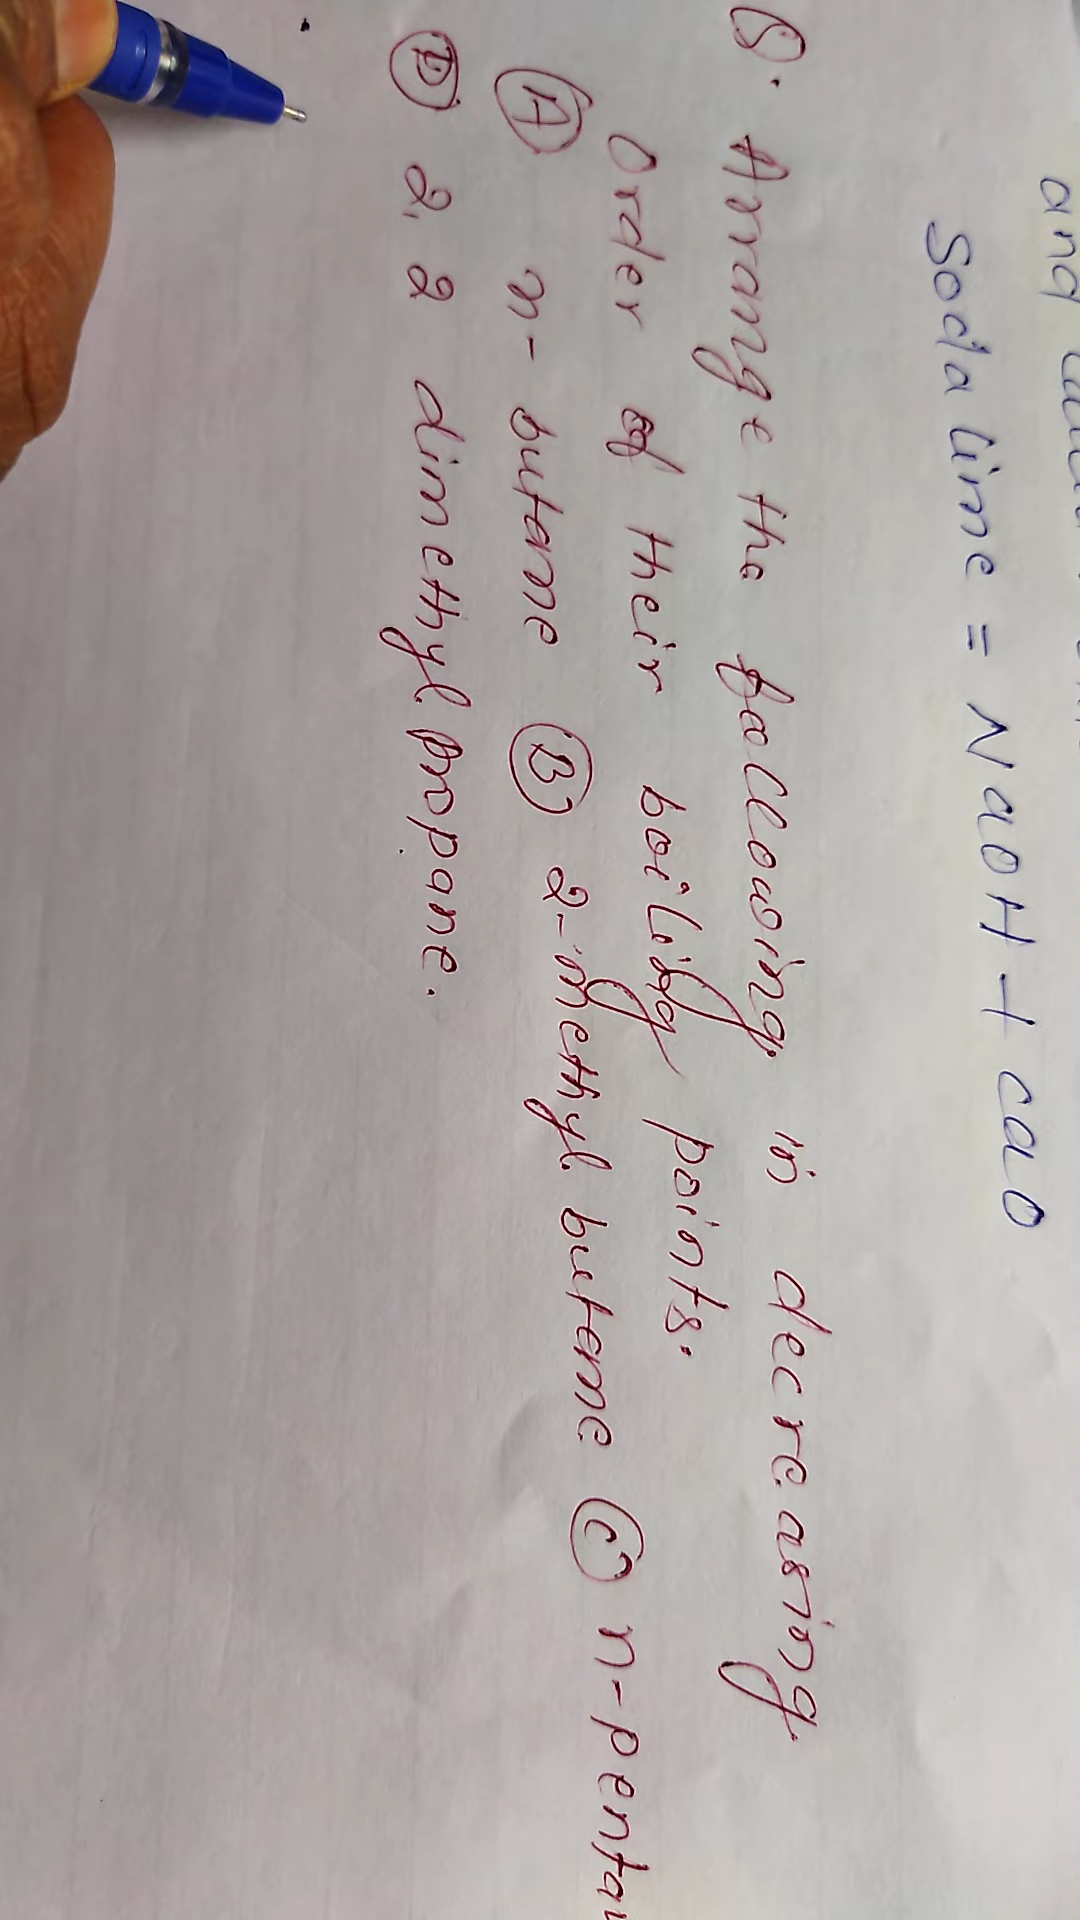 and
Soda lime = NaOH + CaO
Q. Arrange the following in decreasing
Order of their boiling points.
(A) n-butane (B) 2-methyl butane (C) n-penta
(D) 2,2 dimethyl propane.